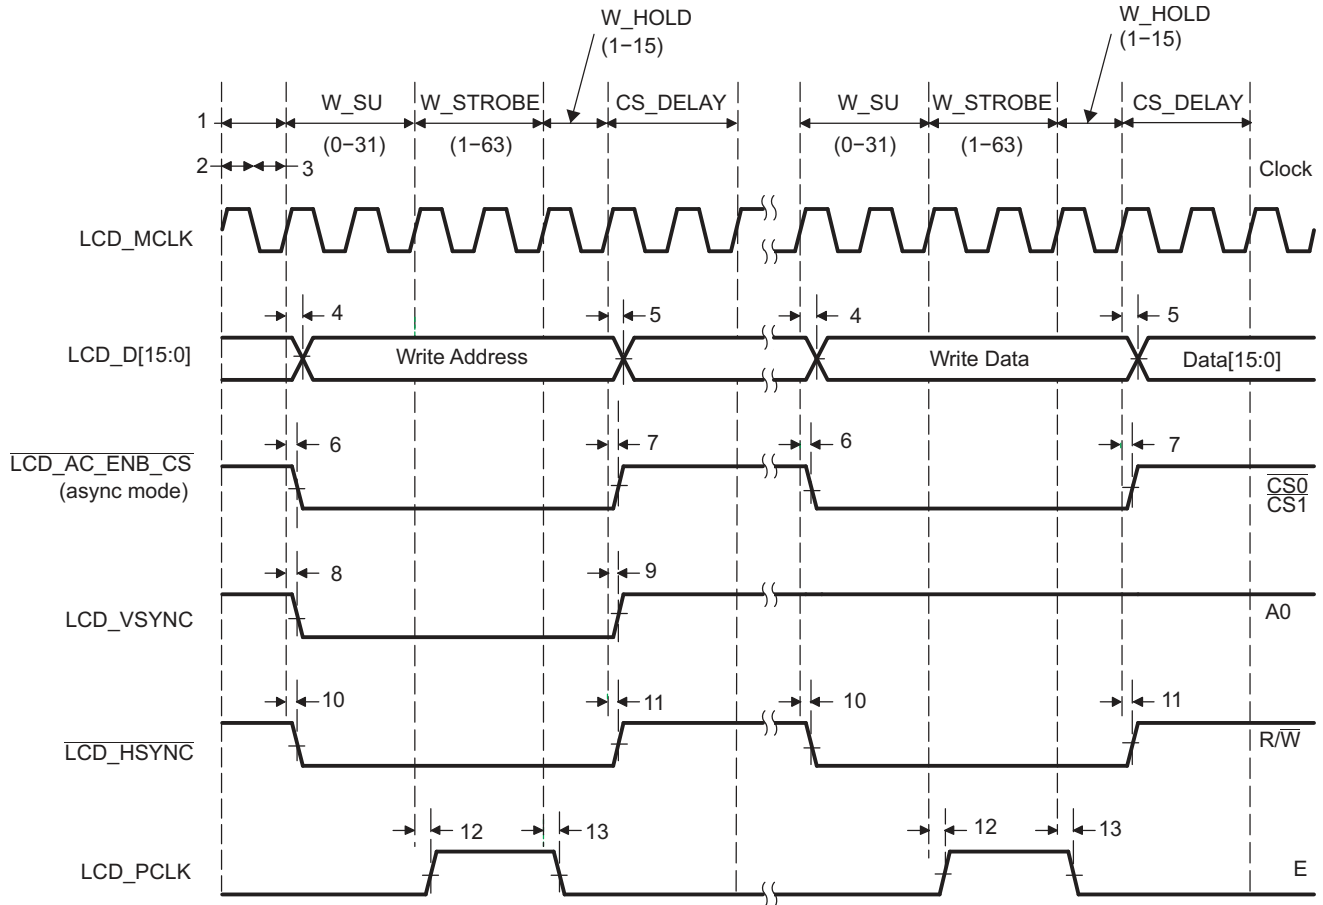 W_HOLD
(1−15)
W_HOLD
(1−15)
W_SU
W_STROBE
CS_DELAY
W_SU
W_STROBE
CS_DELAY
1
(0−31)
(1−63)
(0−31)
(1−63)
2
3
Clock
LCD_MCLK
4
5
4
5
LCD_D[15:0]
Write Address
Write Data
Data[15:0]
6
7
6
7
LCD_AC_ENB_CS
(async mode)
CS0
CS1
8
9
LCD_VSYNC
A0
10
11
10
11
LCD_HSYNC
R/W
12
13
12
13
LCD_PCLK
E